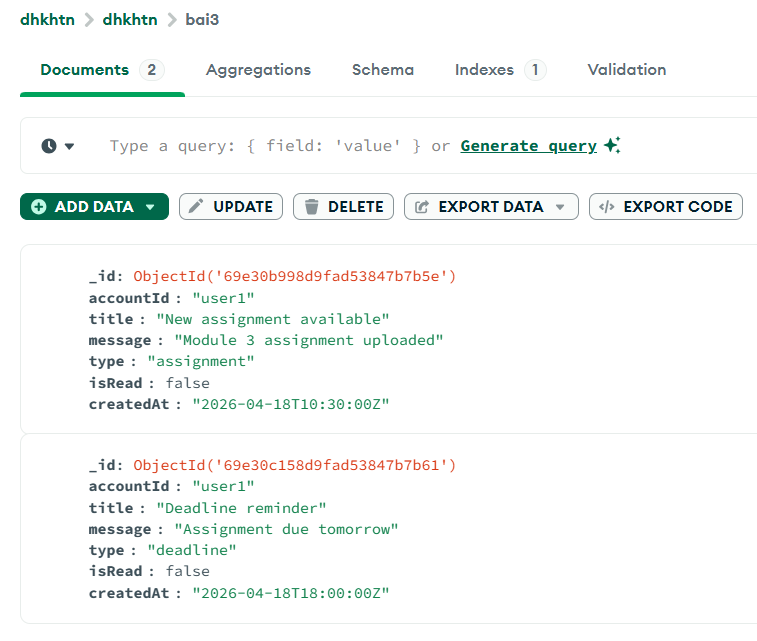 dhkhtn > dhkhtn > bai3
Documents 2 Aggregations Schema Indexes 1 Validation
Type a query: { field: 'value' } or Generate query
ADD DATA UPDATE DELETE EXPORT DATA </> EXPORT CODE
_id: ObjectId('69e30b998d9fad53847b7b5e')
accountId : "user1"
title : "New assignment available"
message : "Module 3 assignment uploaded"
type : "assignment"
isRead : false
createdAt : "2026-04-18T10:30:00Z"
_id: ObjectId('69e30c158d9fad53847b7b61')
accountId : "user1"
title : "Deadline reminder"
message : "Assignment due tomorrow"
type : "deadline"
isRead : false
createdAt : "2026-04-18T18:00:00Z"